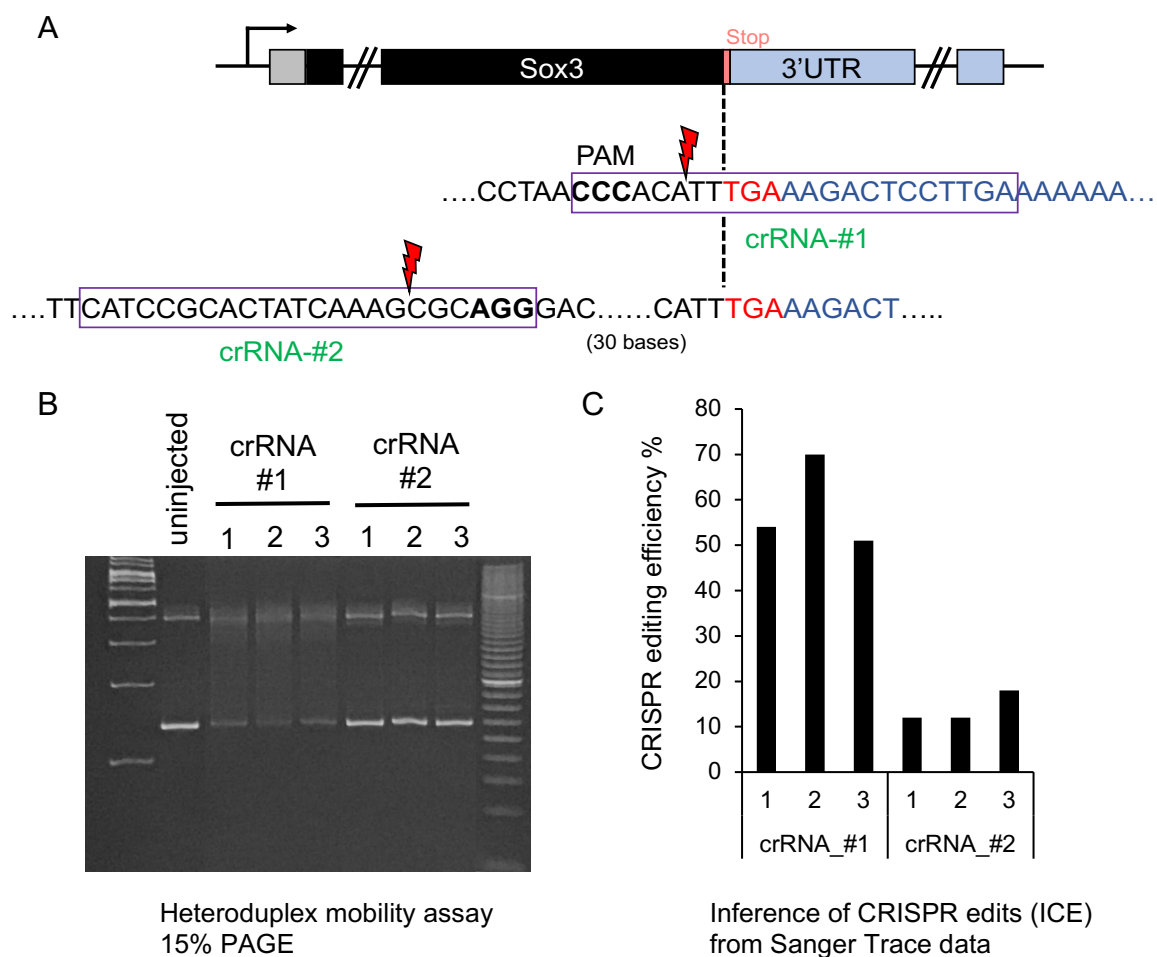 A
Stop
Sox3
3'UTR
PAM
....CCTAACCCACATTTGAAAGACTCCTTGAAAAAAA...
crRNA-#1
....TTCATCCGCACTATCAAAGCGCAGGGAC......CATTTGAAAGACT.....
(30 bases)
crRNA-#2
B
uninjected
crRNA
#1
crRNA
#2
1 2 3 1 2 3
Heteroduplex mobility assay
15% PAGE
C
CRISPR editing efficiency %
80
70
60
50
40
30
20
10
0
1 2 3 1 2 3
crRNA_#1 crRNA_#2
Inference of CRISPR edits (ICE)
from Sanger Trace data